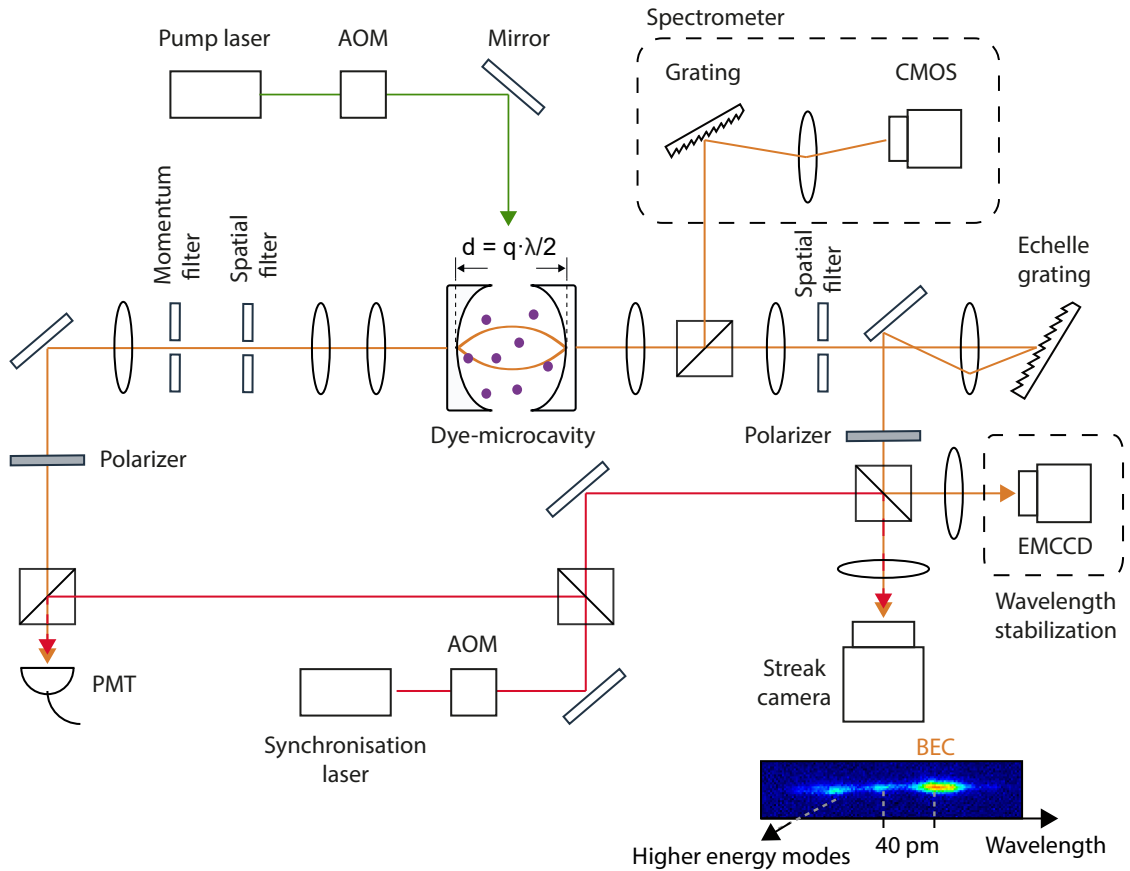 Spectrometer
Pump laser
AOM
Mirror
Grating
CMOS
Momentum
filter
Spatial
filter
d = q·λ/2
Spatial
filter
Echelle
grating
Dye-microcavity
Polarizer
Polarizer
EMCCD
Wavelength
stabilization
AOM
PMT
Streak
camera
Synchronisation
laser
BEC
Higher energy modes
40 pm
Wavelength